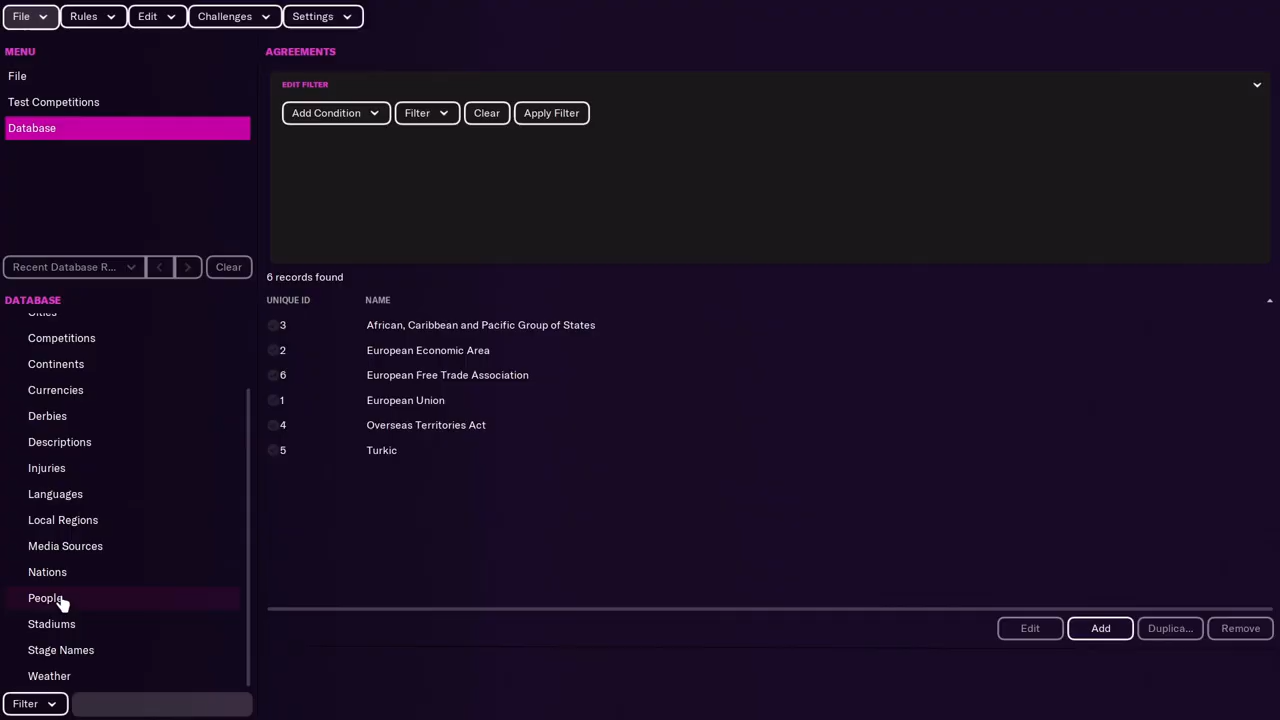 File
Rules
Edit
Challenges
Settings
MENU
File
Test Competitions
Database
Recent Database R...
Clear
DATABASE
Cities
Competitions
Continents
Currencies
Derbies
Descriptions
Injuries
Languages
Local Regions
Media Sources
Nations
People
Stadiums
Stage Names
Weather
Filter
AGREEMENTS
EDIT FILTER
Add Condition
Filter
Clear
Apply Filter
6 records found
UNIQUE ID NAME
3 African, Caribbean and Pacific Group of States
2 European Economic Area
6 European Free Trade Association
1 European Union
4 Overseas Territories Act
5 Turkic
Edit
Add
Duplica...
Remove